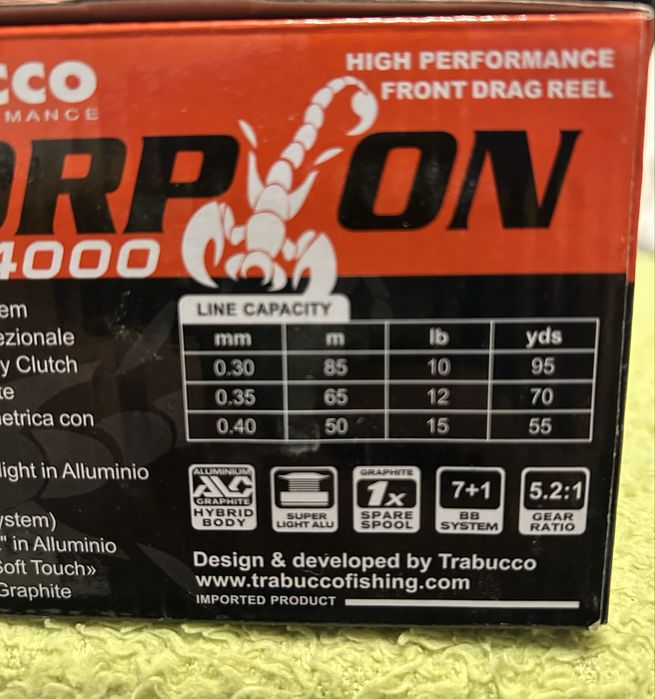 HIGH PERFORMANCE
FRONT DRAG REEL
CCO
MANCE
ORP ON
4000
LINE CAPACITY
mm m lb yds
0.30 85 10 95
0.35 65 12 70
0.40 50 15 55
em
ezionale
y Clutch
te
metrica con
light in Alluminio
ystem)
" in Alluminio
Soft Touch»
Graphite
ALUMINIUM
GRAPHITE
HYBRID
BODY
SUPER
LIGHT ALU
GRAPHITE
1x
SPARE
SPOOL
7+1
BB
SYSTEM
5.2:1
GEAR
RATIO
Design & developed by Trabucco
www.trabuccofishing.com
IMPORTED PRODUCT